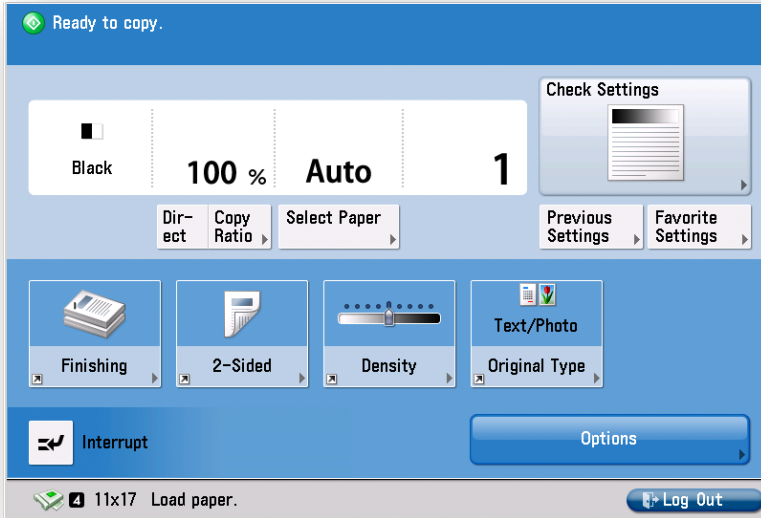 Ready to copy.
Check Settings
Black
100 %
Auto
1
Dir-
ect
Copy
Ratio
Select Paper
Previous
Settings
Favorite
Settings
Text/Photo
Finishing
2-Sided
Density
Original Type
Interrupt
Options
4 11x17 Load paper.
Log Out